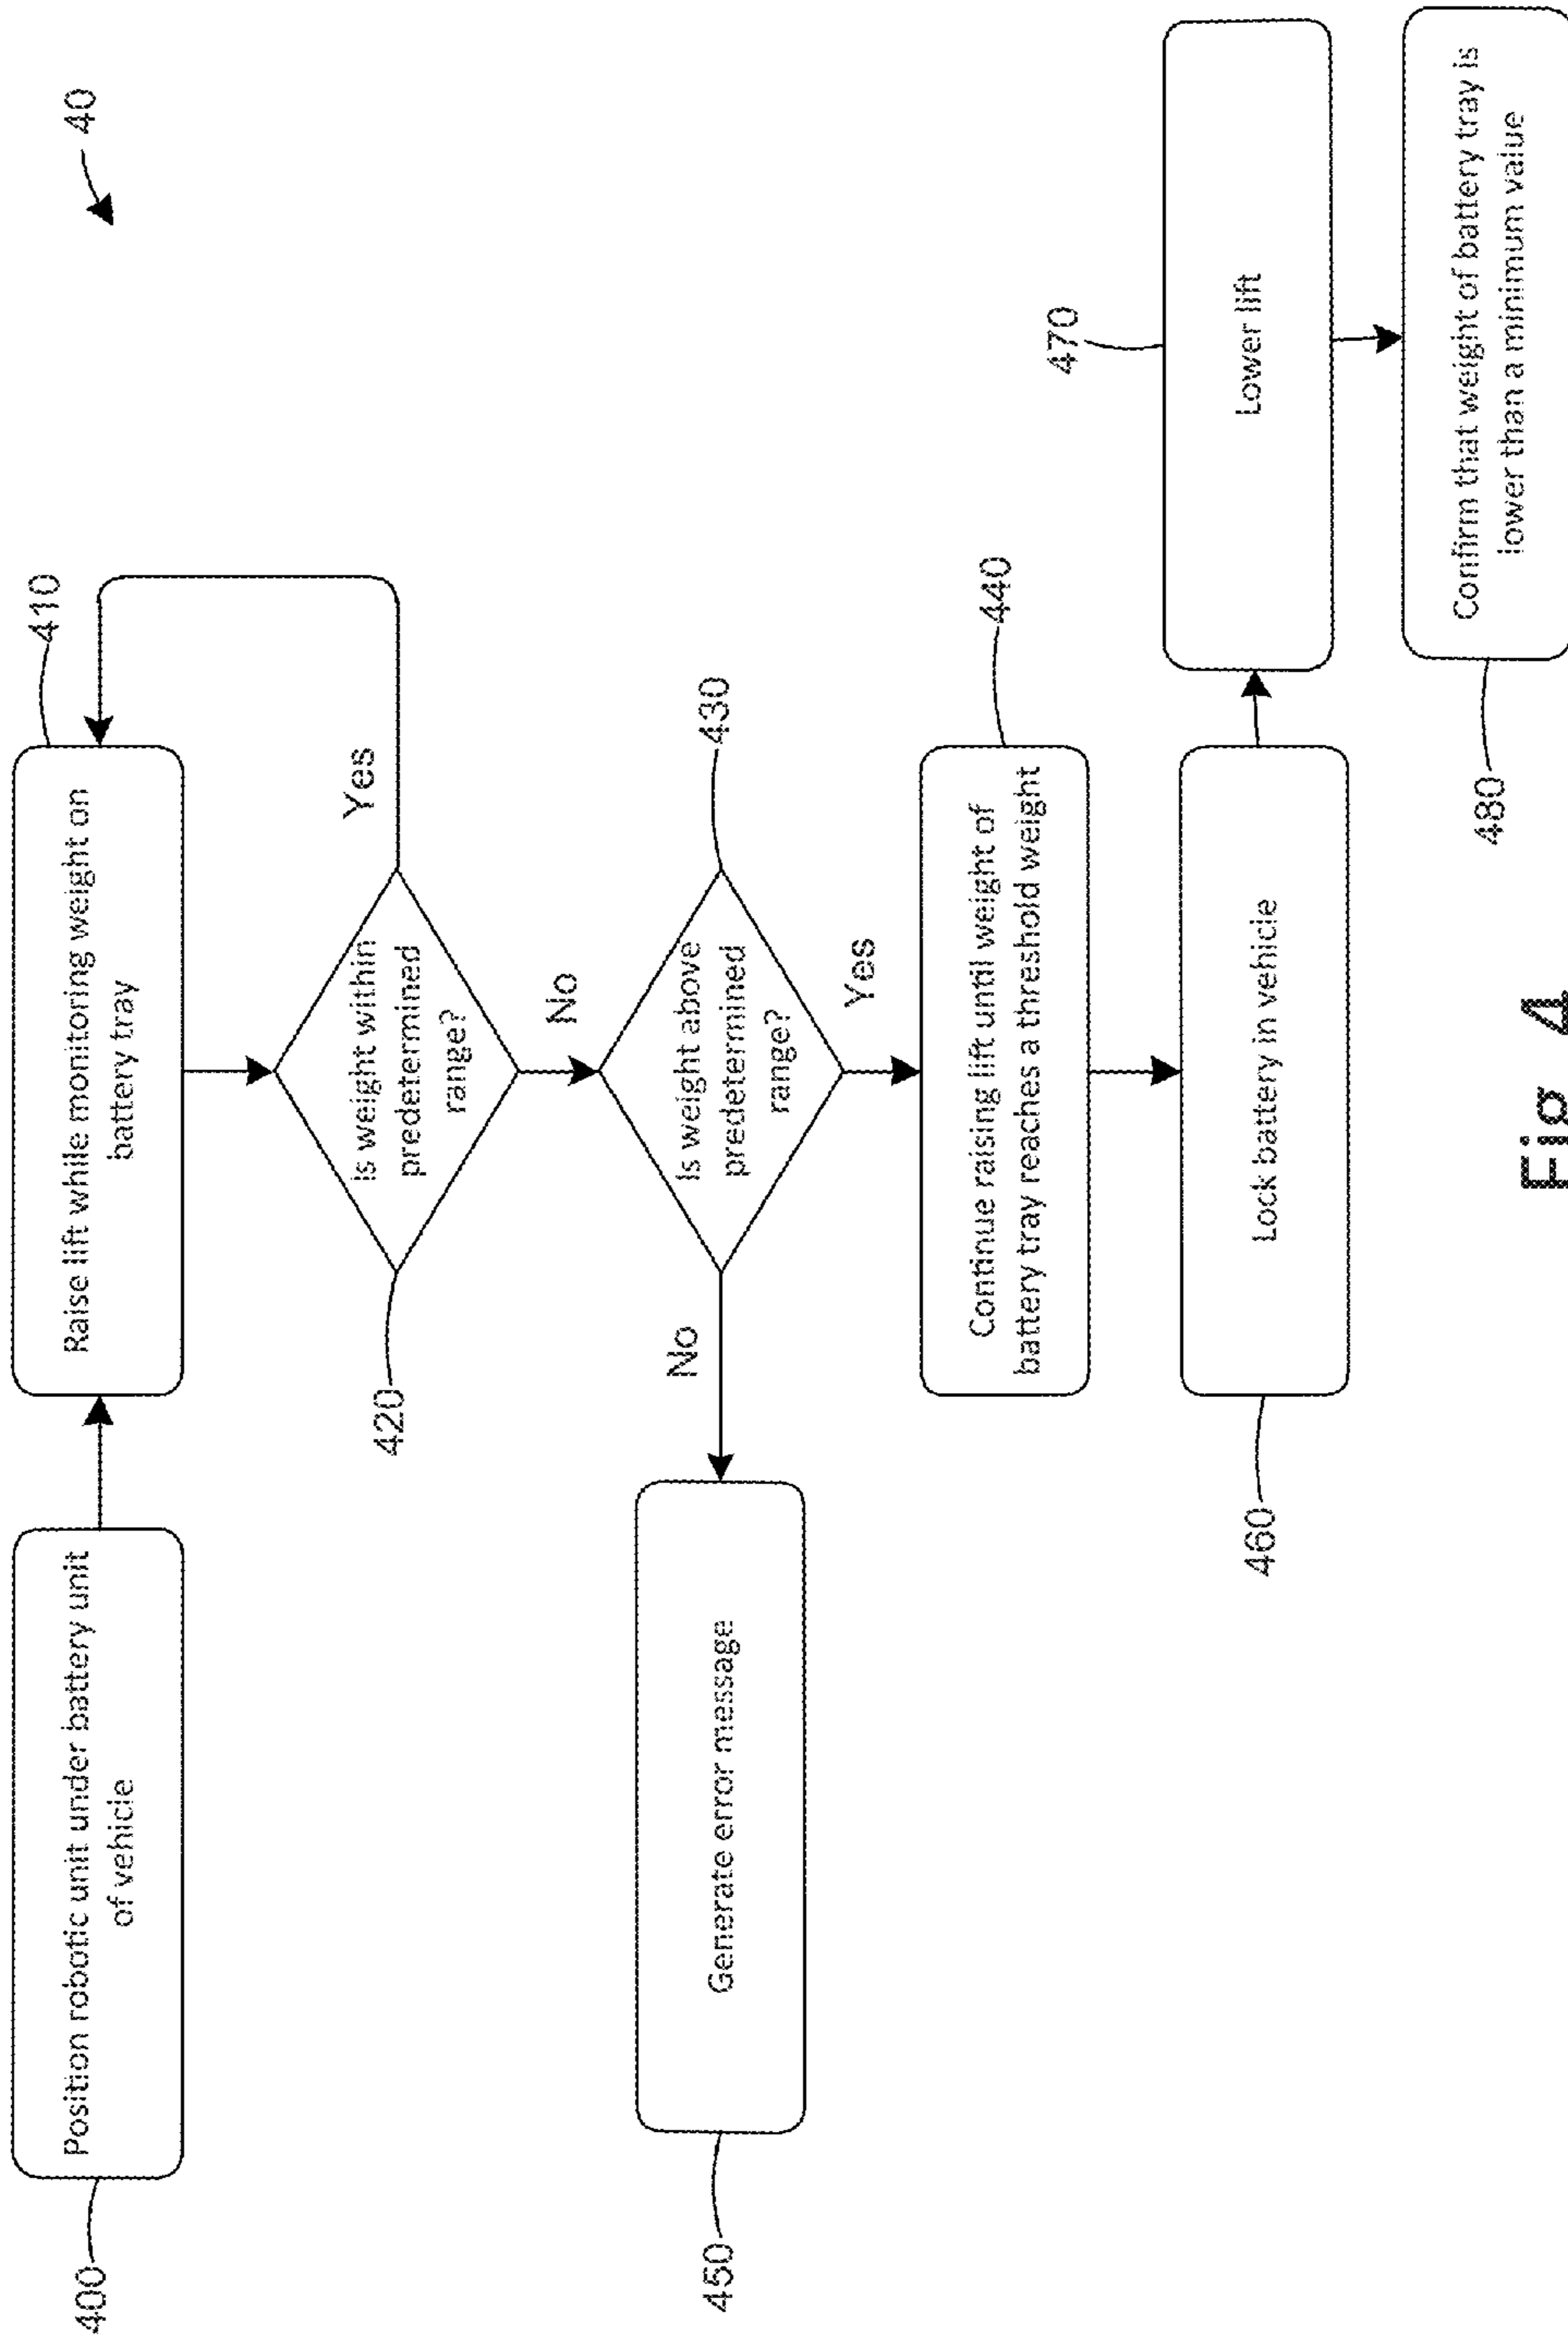 40
400
Position robotic unit under battery unit
of vehicle
410
Raise lift while monitoring weight on
battery tray
420
Is weight within
predetermined
range?
Yes
No
430
Is weight above
predetermined
range?
No
Yes
450
Generate error message
440
Continue raising lift until weight of
battery tray reaches a threshold weight
460
Lock battery in vehicle
470
Lower lift
480
Confirm that weight of battery tray is
lower than a minimum value
Fig 4